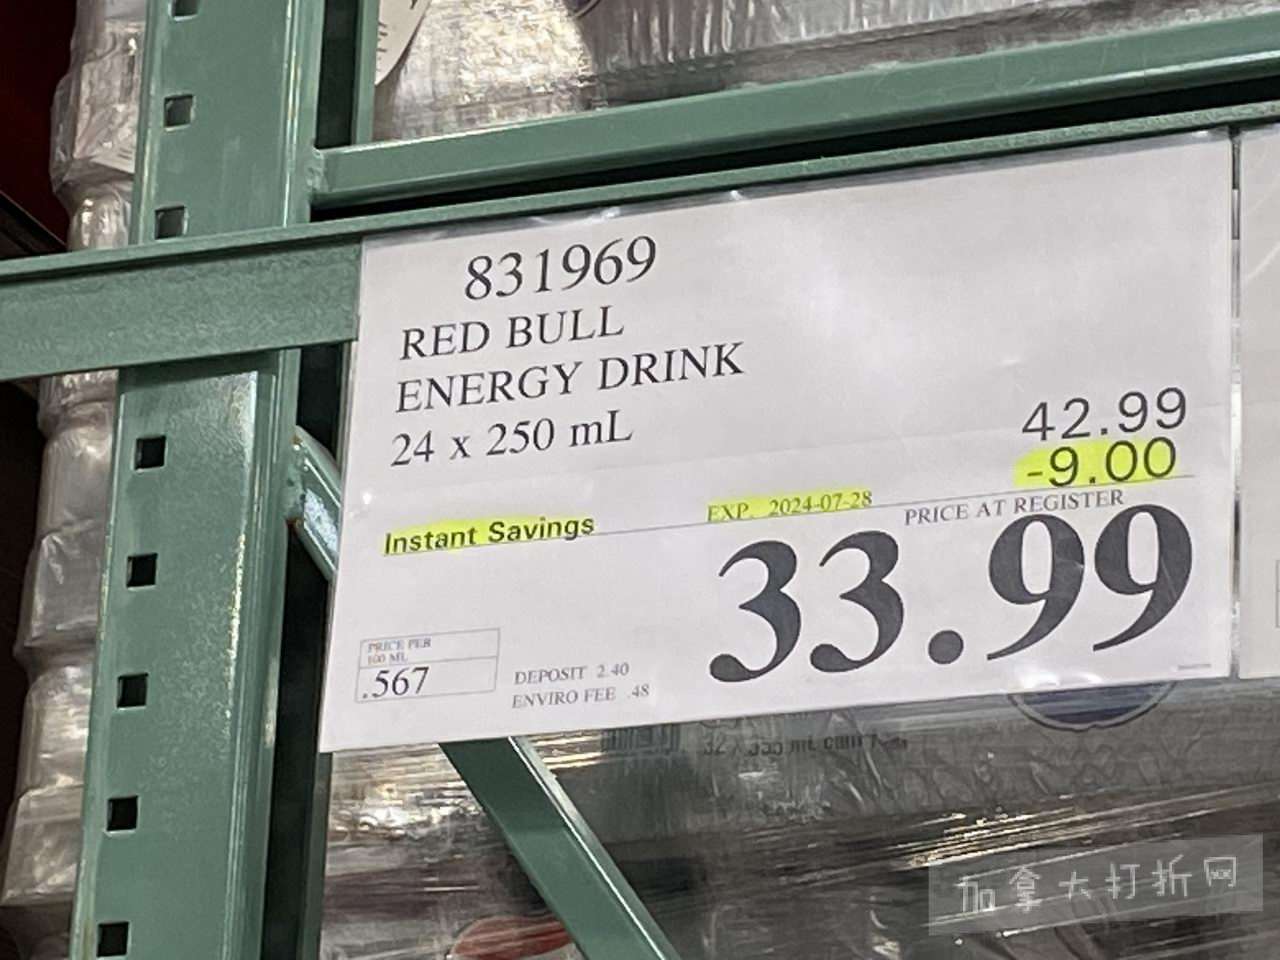 831969
RED BULL
ENERGY DRINK
24 x 250 mL
42.99
-9.00
Instant Savings
EXP. 2024-07-28
PRICE AT REGISTER
33.99
PRICE PER
100 ML
.567
DEPOSIT 2.40
ENVIRO FEE .48
加拿大打折网